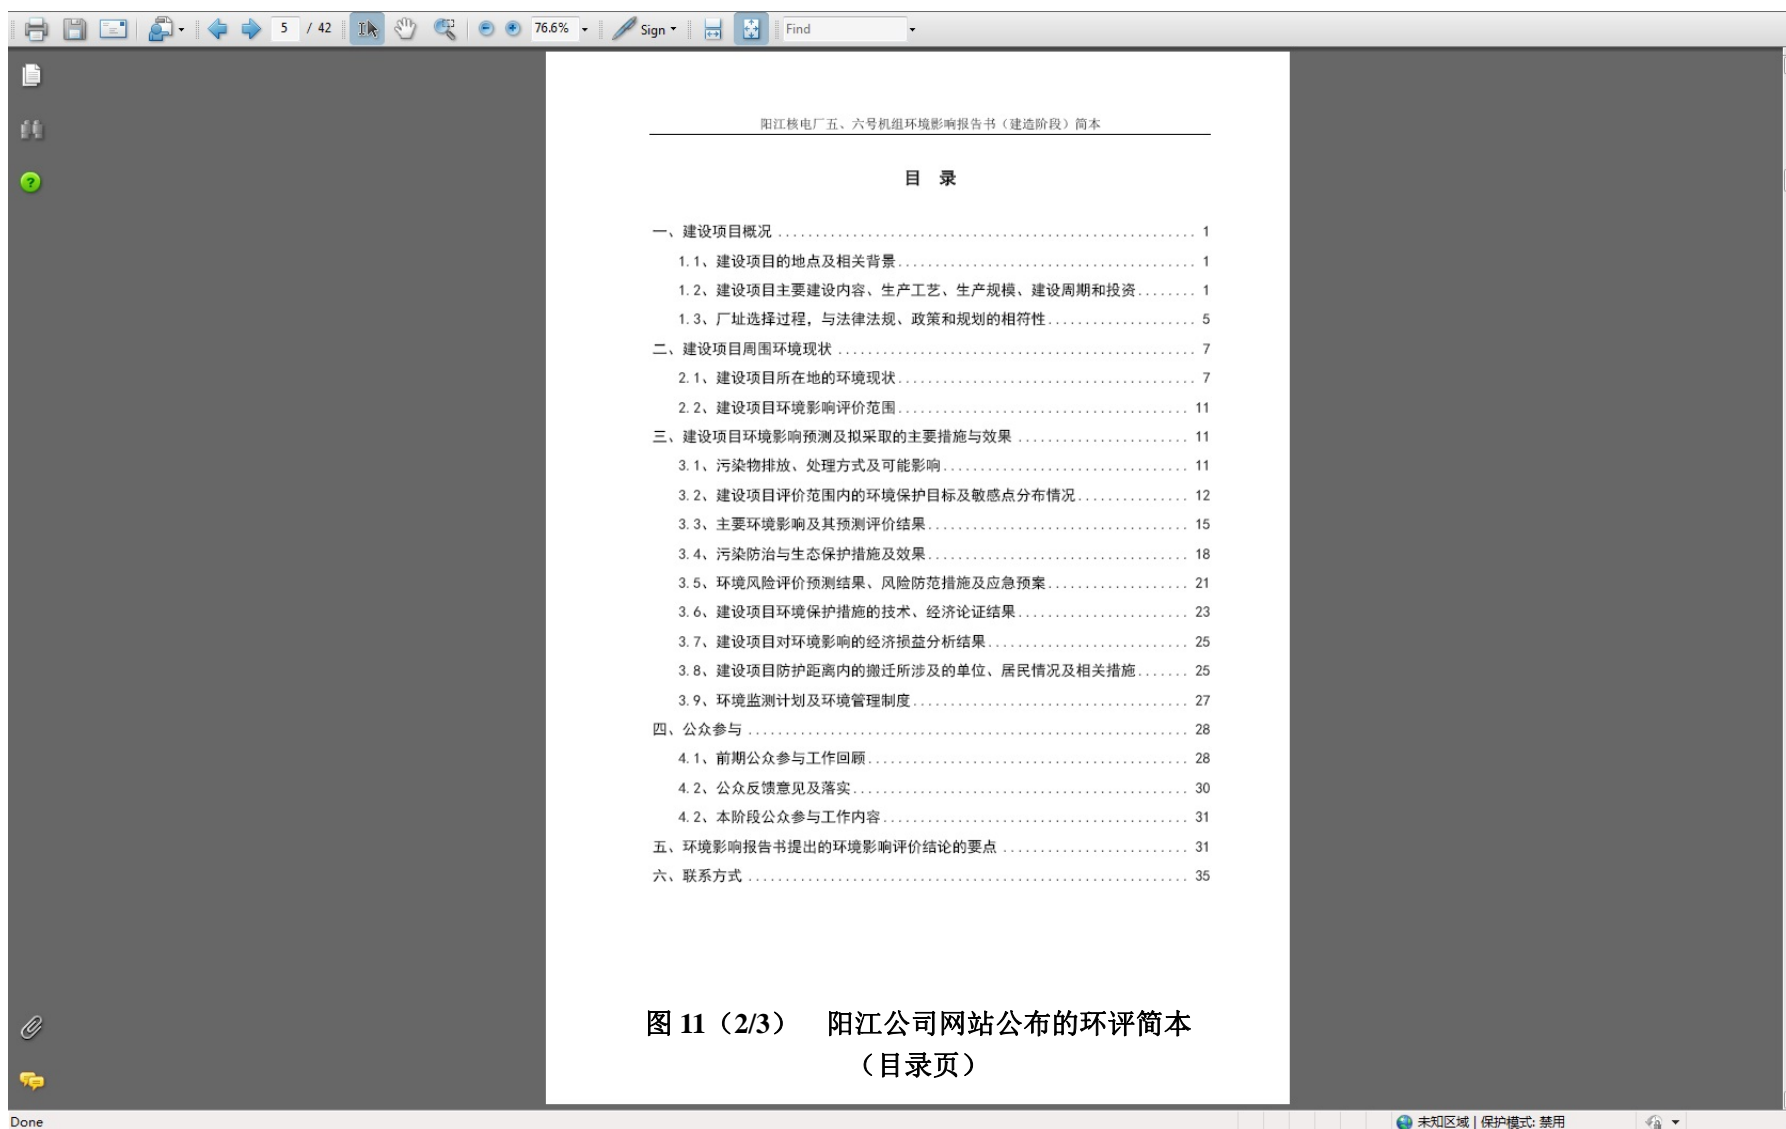 5 / 42 76.6% Sign Find
阳江核电厂五、六号机组环境影响报告书（建造阶段）简本
目 录
一、建设项目概况 ........ 1
1.1、建设项目的地点及相关背景 ........ 1
1.2、建设项目主要建设内容、生产工艺、生产规模、建设周期和投资 ........ 1
1.3、厂址选择过程，与法律法规、政策和规划的相符性 ........ 5
二、建设项目周围环境现状 ........ 7
2.1、建设项目所在地的环境现状 ........ 7
2.2、建设项目环境影响评价范围 ........ 11
三、建设项目环境影响预测及拟采取的主要措施与效果 ........ 11
3.1、污染物排放、处理方式及可能影响 ........ 11
3.2、建设项目评价范围内的环境保护目标及敏感点分布情况 ........ 12
3.3、主要环境影响及其预测评价结果 ........ 15
3.4、污染防治与生态保护措施及效果 ........ 18
3.5、环境风险评价预测结果、风险防范措施及应急预案 ........ 21
3.6、建设项目环境保护措施的技术、经济论证结果 ........ 23
3.7、建设项目对环境影响的经济损益分析结果 ........ 25
3.8、建设项目防护距离内的搬迁所涉及的单位、居民情况及相关措施 ........ 25
3.9、环境监测计划及环境管理制度 ........ 27
四、公众参与 ........ 28
4.1、前期公众参与工作回顾 ........ 28
4.2、公众反馈意见及落实 ........ 30
4.2、本阶段公众参与工作内容 ........ 31
五、环境影响报告书提出的环境影响评价结论的要点 ........ 31
六、联系方式 ........ 35
图 11（2/3） 阳江公司网站公布的环评简本
（目录页）
Done 未知区域 | 保护模式: 禁用